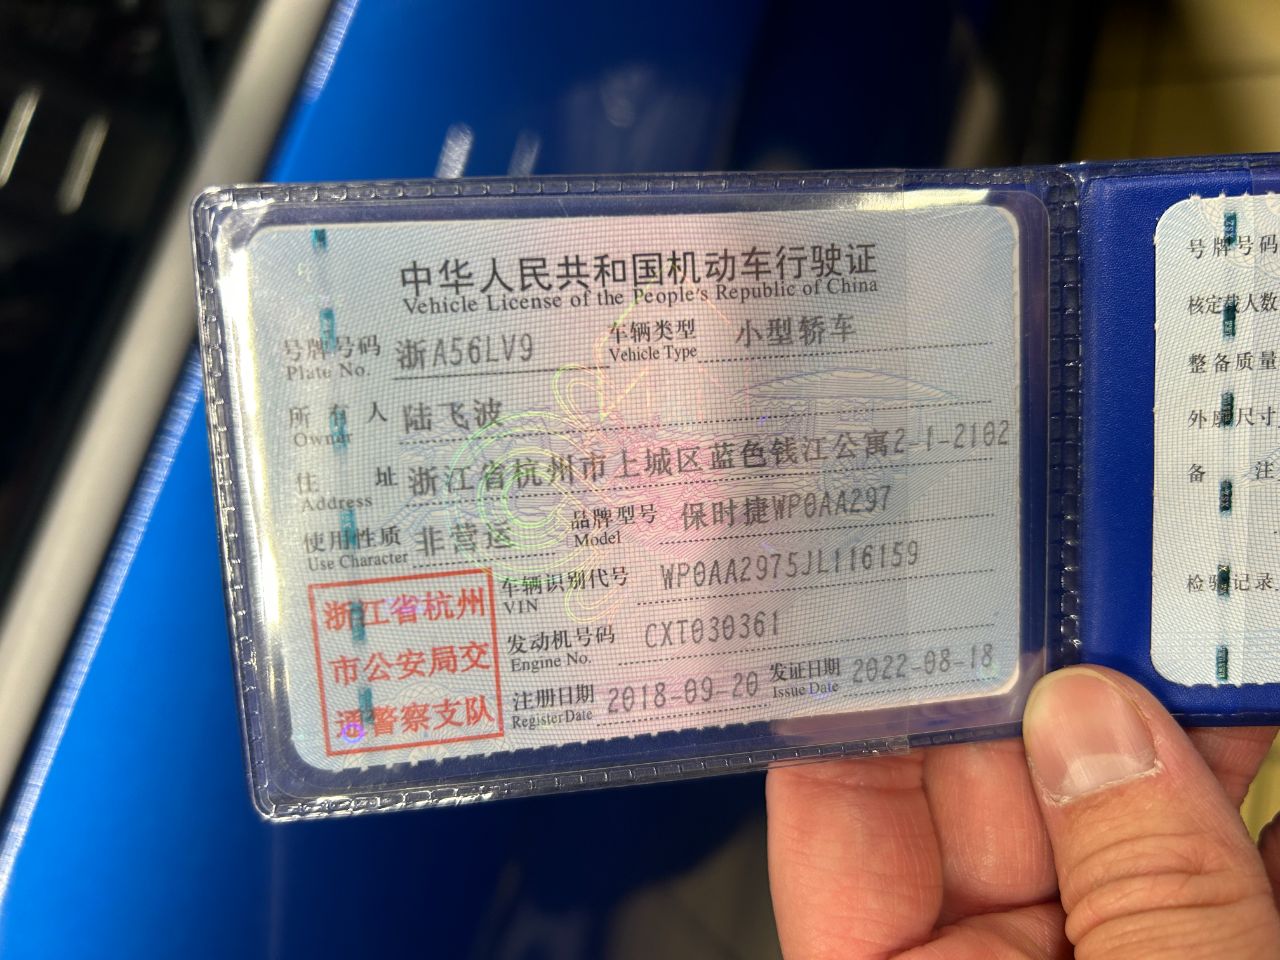 中华人民共和国机动车行驶证
Vehicle License of the People's Republic of China
号牌号码 浙A56LV9 车辆类型 小型轿车
Plate No. Vehicle Type
所有人 陆飞波
Owner
住址 浙江省杭州市上城区蓝色钱江公寓2-1-2102
Address
使用性质 非营运 品牌型号 保时捷WP0AA297
Use Character Model
车辆识别代号 WP0AA2975JL116159
VIN
发动机号码 CXT030361
Engine No.
注册日期 2018-09-20 发证日期 2022-08-18
Register Date Issue Date
浙江省杭州
市公安局交
通警察支队
号牌号码
核定载人数
整备质量
外廓尺寸
备注
检验记录